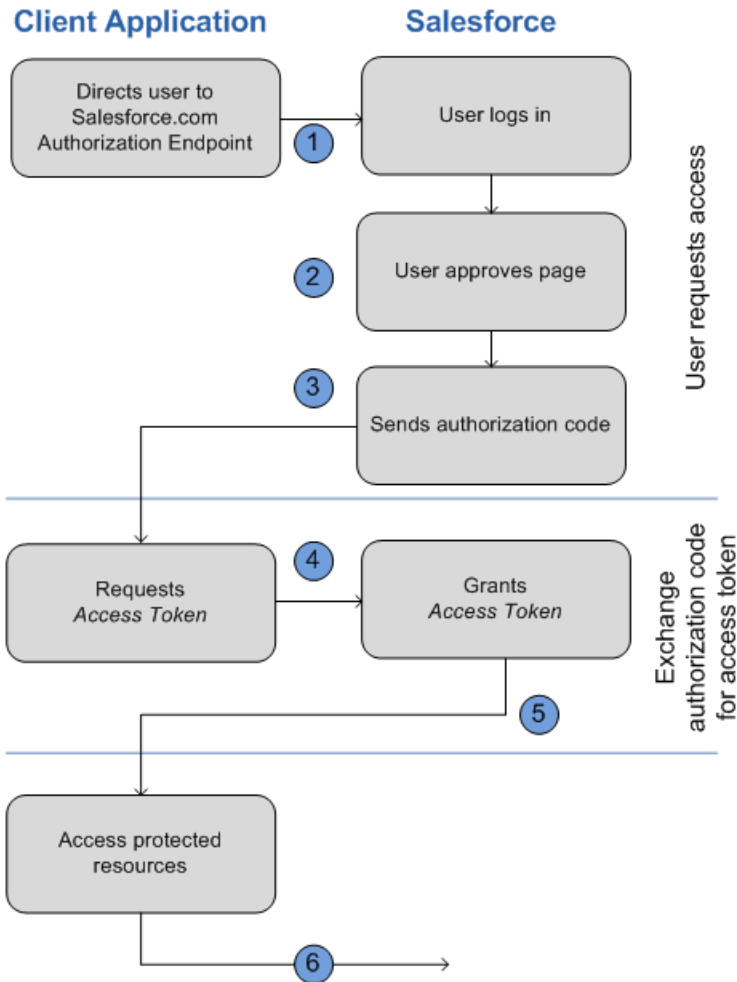 Client Application
Salesforce
Directs user to
Salesforce.com
Authorization Endpoint
1
User logs in
2
User approves page
3
Sends authorization code
User requests access
Requests
Access Token
4
Grants
Access Token
5
Exchange
authorization code
for access token
Access protected
resources
6